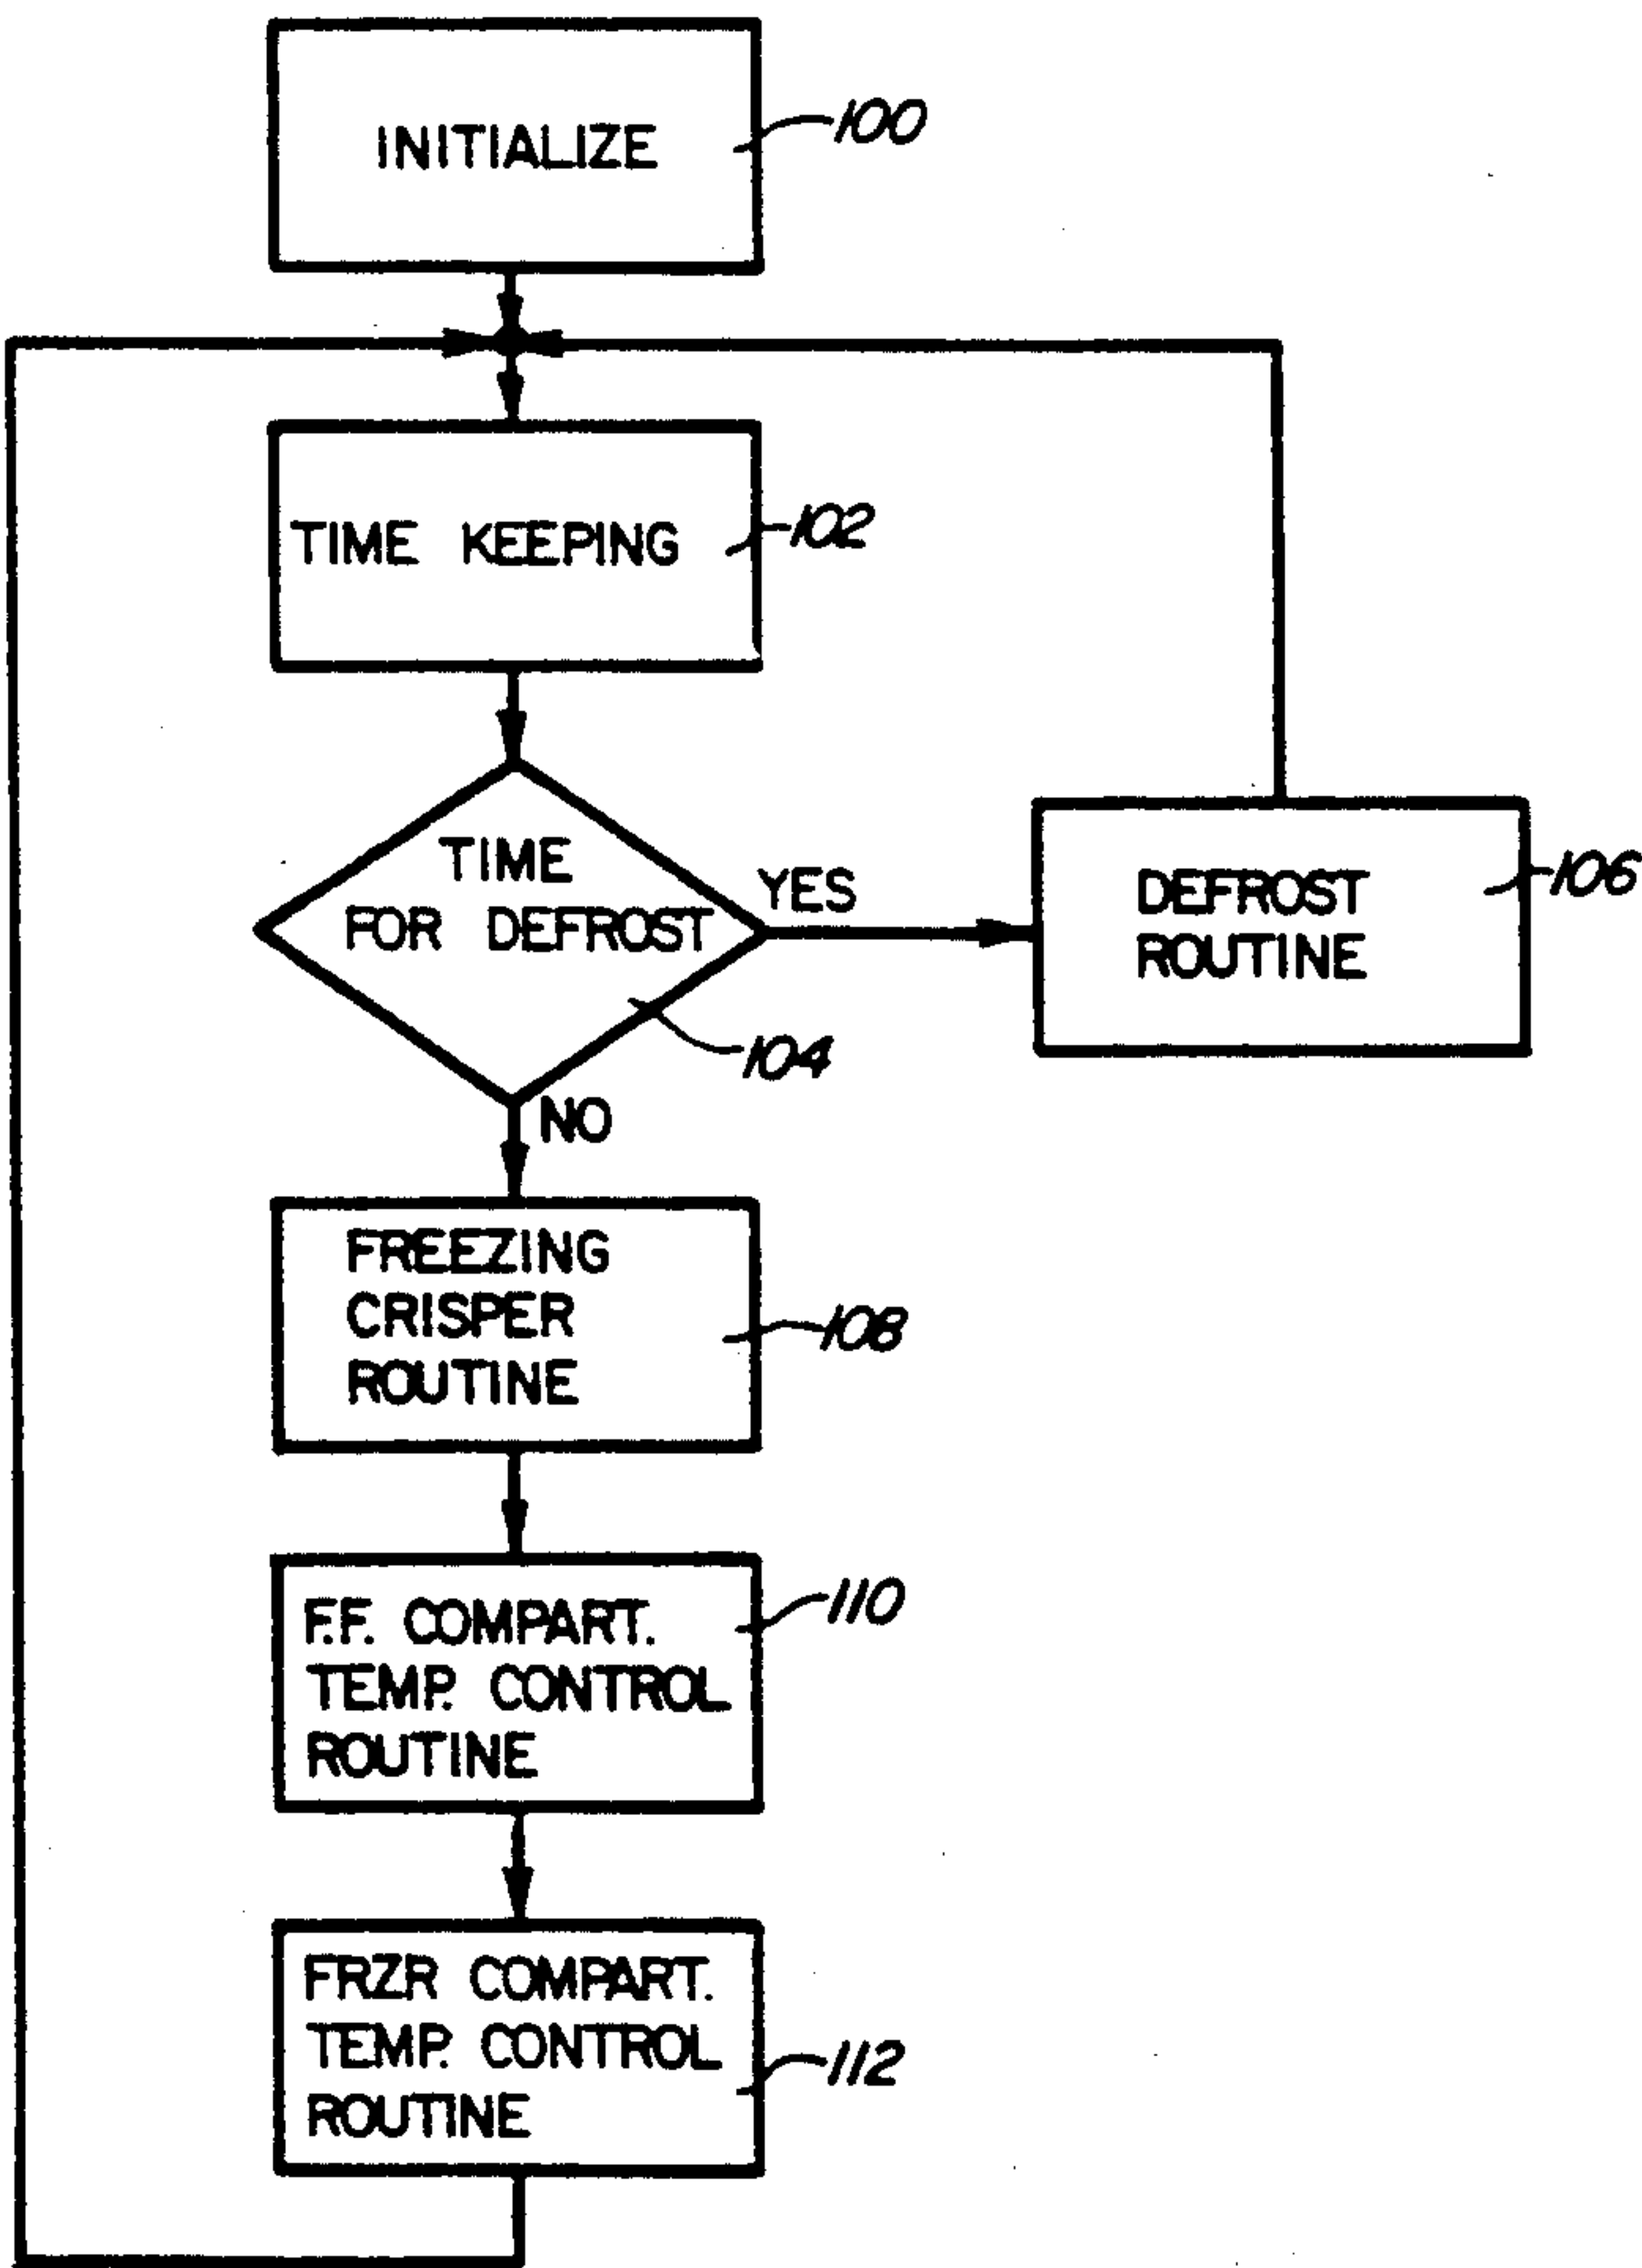 INITIALIZE
100
TIME KEEPING
102
TIME
FOR DEFROST
YES
104
DEFROST
ROUTINE
106
NO
FREEZING
CRISPER
ROUTINE
108
F.F. COMPART.
TEMP. CONTROL
ROUTINE
110
FRZR COMPART.
TEMP. CONTROL
ROUTINE
112